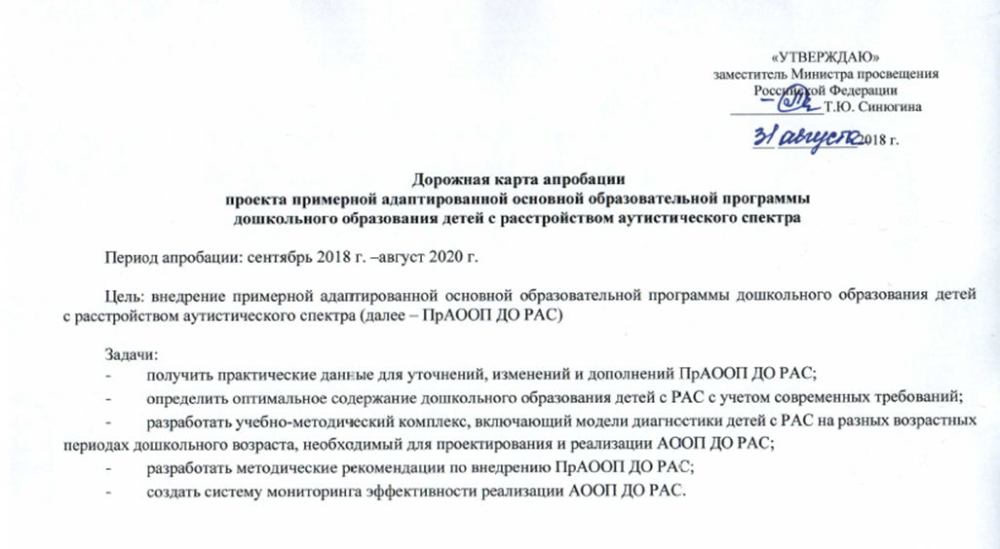 «УТВЕРЖДАЮ»
заместитель Министра просвещения
Российской Федерации
Т.Ю. Синюгина
31 августа 2018 г.
Дорожная карта апробации
проекта примерной адаптированной основной образовательной программы
дошкольного образования детей с расстройством аутистического спектра
Период апробации: сентябрь 2018 г. –август 2020 г.
Цель: внедрение примерной адаптированной основной образовательной программы дошкольного образования детей
с расстройством аутистического спектра (далее – ПрАООП ДО РАС)
Задачи:
- получить практические данные для уточнений, изменений и дополнений ПрАООП ДО РАС;
- определить оптимальное содержание дошкольного образования детей с РАС с учетом современных требований;
- разработать учебно-методический комплекс, включающий модели диагностики детей с РАС на разных возрастных
периодах дошкольного возраста, необходимый для проектирования и реализации АООП ДО РАС;
- разработать методические рекомендации по внедрению ПрАООП ДО РАС;
- создать систему мониторинга эффективности реализации АООП ДО РАС.